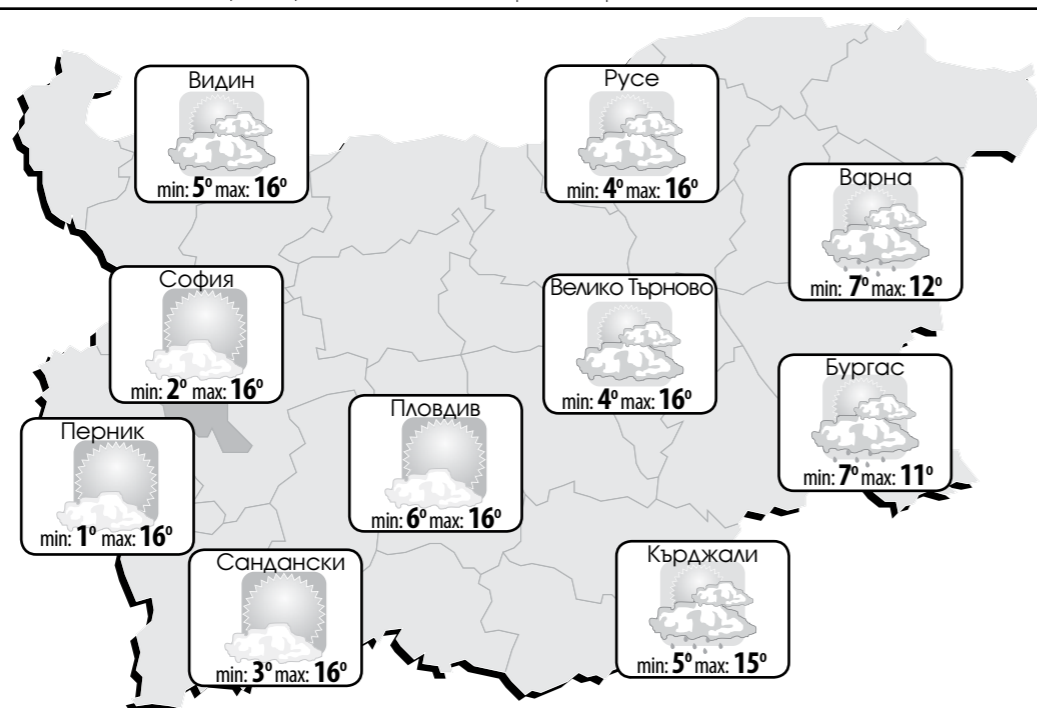 Видин
min: 5° max: 16°
Русе
min: 4° max: 16°
Варна
min: 7° max: 12°
София
min: 2° max: 16°
Велико Търново
min: 4° max: 16°
Бургас
min: 7° max: 11°
Перник
min: 1° max: 16°
Пловдив
min: 6° max: 16°
Сандански
min: 3° max: 16°
Кърджали
min: 5° max: 15°